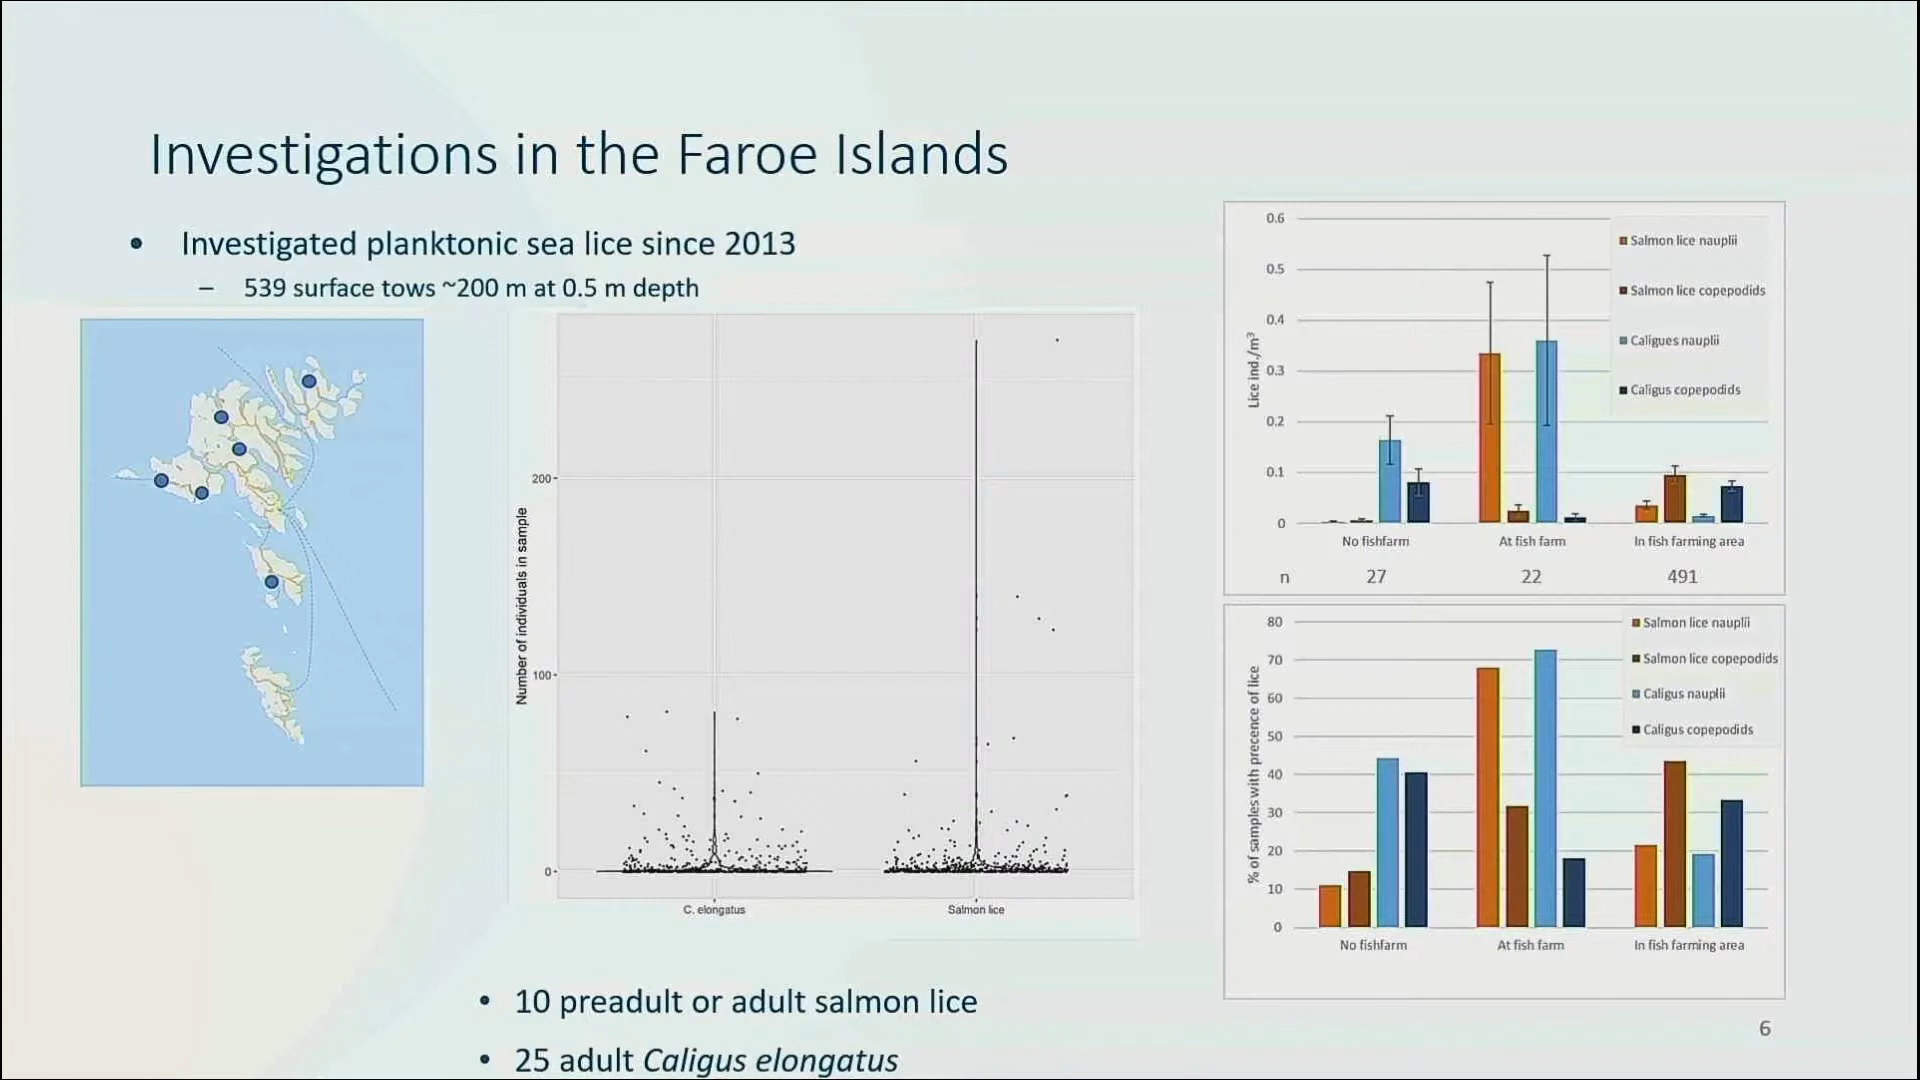 Investigations in the Faroe Islands
• Investigated planktonic sea lice since 2013
– 539 surface tows ~200 m at 0.5 m depth
Number of individuals in sample
200
100
0
C. elongatus
Salmon lice
• 10 preadult or adult salmon lice
• 25 adult Caligus elongatus
Lice ind./m³
0.6
0.5
0.4
0.3
0.2
0.1
0
Salmon lice nauplii
Salmon lice copepodids
Caligues nauplii
Caligus copepodids
No fishfarm
At fish farm
In fish farming area
n 27 22 491
% of samples with precence of lice
80
70
60
50
40
30
20
10
0
Salmon lice nauplii
Salmon lice copepodids
Caligus nauplii
Caligus copepodids
No fishfarm
At fish farm
In fish farming area
6